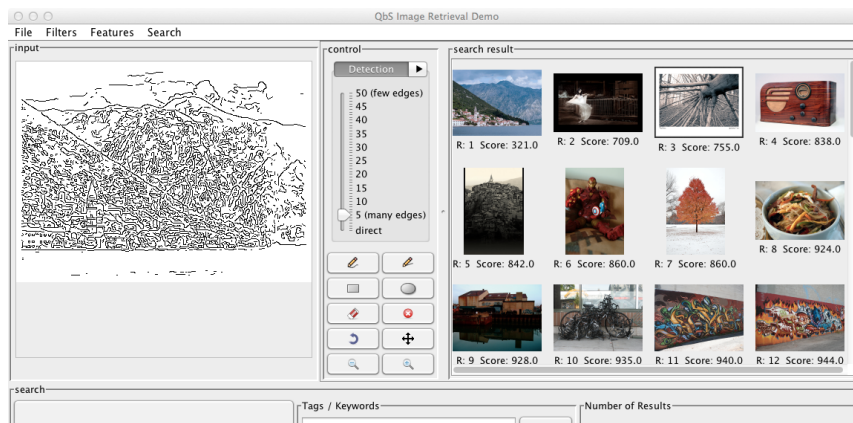 QbS Image Retrieval Demo
File Filters Features Search
input
control
Detection
50 (few edges)
45
40
35
30
25
20
15
10
5 (many edges)
direct
search result
R: 1 Score: 321.0
R: 2 Score: 709.0
R: 3 Score: 755.0
R: 4 Score: 838.0
R: 5 Score: 842.0
R: 6 Score: 860.0
R: 7 Score: 860.0
R: 8 Score: 924.0
R: 9 Score: 928.0
R: 10 Score: 935.0
R: 11 Score: 940.0
R: 12 Score: 944.0
search
Tags / Keywords
Number of Results